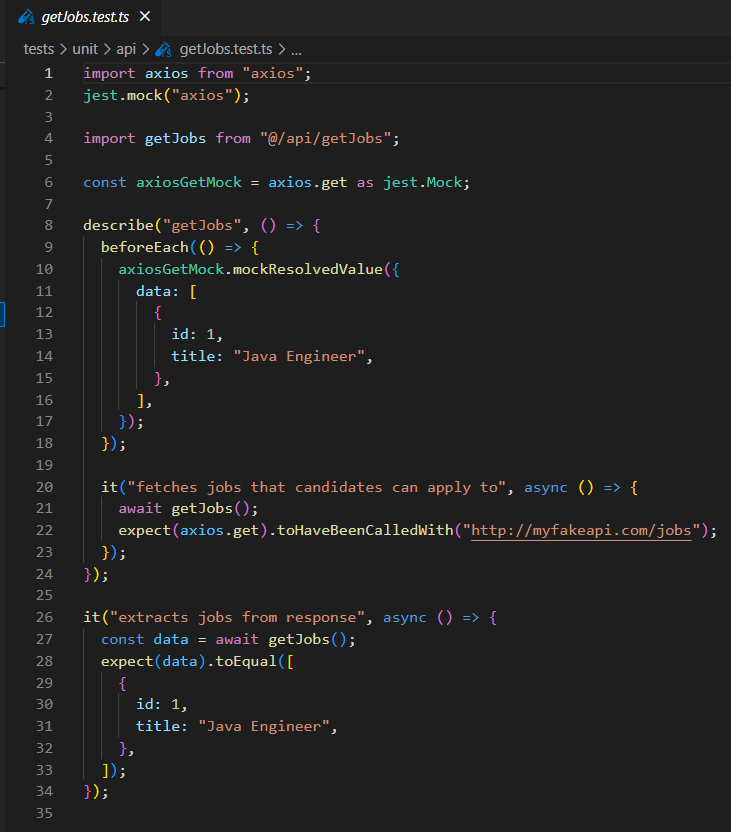 getJobs.test.ts ×
tests > unit > api > getJobs.test.ts > ...
1 import axios from "axios";
2 jest.mock("axios");
3
4 import getJobs from "@/api/getJobs";
5
6 const axiosGetMock = axios.get as jest.Mock;
7
8 describe("getJobs", () => {
9   beforeEach(() => {
10     axiosGetMock.mockResolvedValue({
11       data: [
12         {
13           id: 1,
14           title: "Java Engineer",
15         },
16       ],
17     });
18   });
19
20   it("fetches jobs that candidates can apply to", async () => {
21     await getJobs();
22     expect(axios.get).toHaveBeenCalledWith("http://myfakeapi.com/jobs");
23   });
24 });
25
26 it("extracts jobs from response", async () => {
27   const data = await getJobs();
28   expect(data).toEqual([
29     {
30       id: 1,
31       title: "Java Engineer",
32     },
33   ]);
34 });
35